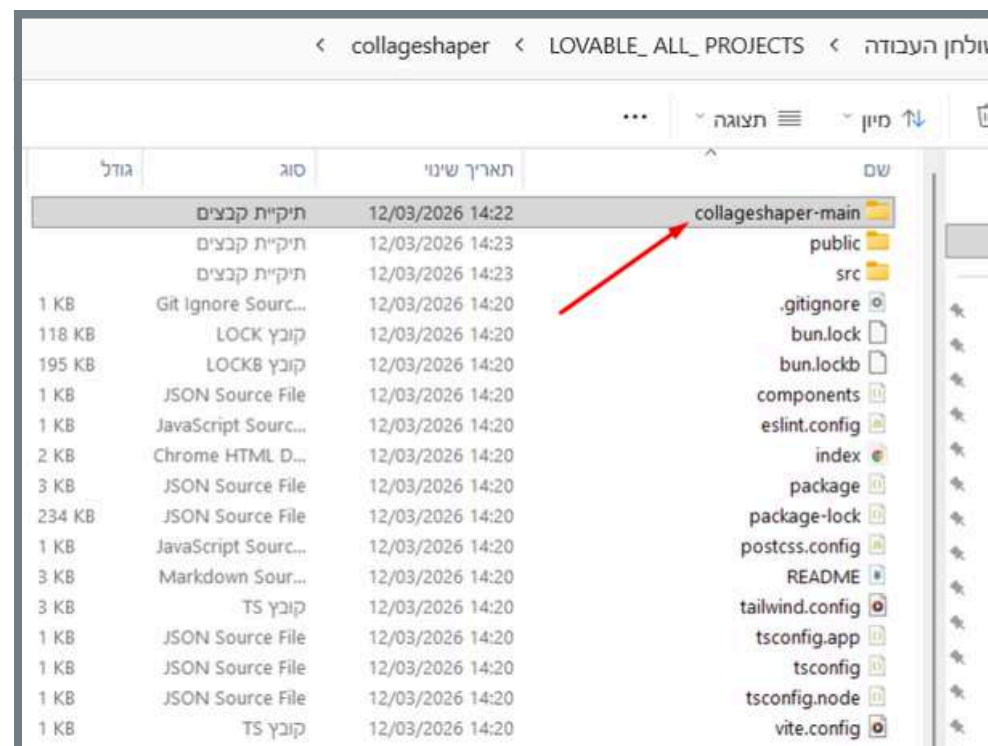 שולחן העבודה > LOVABLE_ ALL_ PROJECTS > collageshaper >
מיון תצוגה ...
שם תאריך שינוי סוג גודל
collageshaper-main 12/03/2026 14:22 תיקיית קבצים
public 12/03/2026 14:23 תיקיית קבצים
src 12/03/2026 14:23 תיקיית קבצים
.gitignore 12/03/2026 14:20 Git Ignore Sourc... 1 KB
bun.lock 12/03/2026 14:20 קובץ LOCK 118 KB
bun.lockb 12/03/2026 14:20 קובץ LOCKB 195 KB
components 12/03/2026 14:20 JSON Source File 1 KB
eslint.config 12/03/2026 14:20 JavaScript Sourc... 1 KB
index 12/03/2026 14:20 Chrome HTML D... 2 KB
package 12/03/2026 14:20 JSON Source File 3 KB
package-lock 12/03/2026 14:20 JSON Source File 234 KB
postcss.config 12/03/2026 14:20 JavaScript Sourc... 1 KB
README 12/03/2026 14:20 Markdown Sour... 3 KB
tailwind.config 12/03/2026 14:20 קובץ TS 3 KB
tsconfig.app 12/03/2026 14:20 JSON Source File 1 KB
tsconfig 12/03/2026 14:20 JSON Source File 1 KB
tsconfig.node 12/03/2026 14:20 JSON Source File 1 KB
vite.config 12/03/2026 14:20 קובץ TS 1 KB